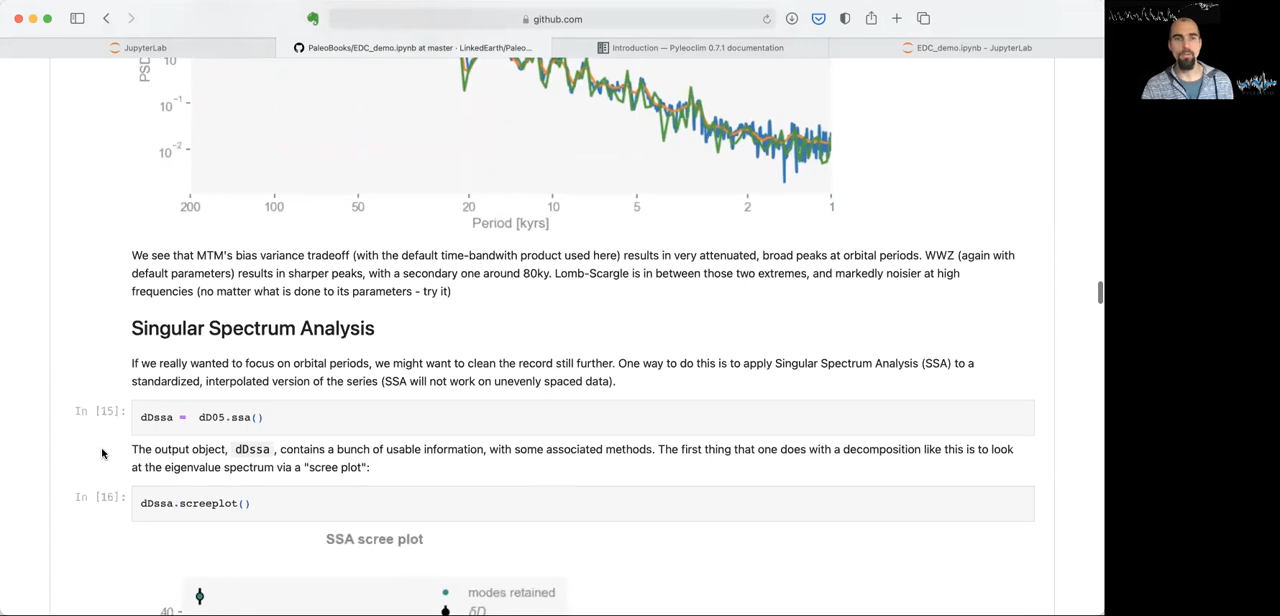 github.com
JupyterLab
PaleoBooks/EDC_demo.ipynb at master · LinkedEarth/Paleo...
Introduction — Pyleoclim 0.7.1 documentation
EDC_demo.ipynb - JupyterLab
PSD
10
10-1
10-2
200 100 50 20 10 5 2 1
Period [kyrs]
We see that MTM's bias variance tradeoff (with the default time-bandwith product used here) results in very attenuated, broad peaks at orbital periods. WWZ (again with
default parameters) results in sharper peaks, with a secondary one around 80ky. Lomb-Scargle is in between those two extremes, and markedly noisier at high
frequencies (no matter what is done to its parameters - try it)
Singular Spectrum Analysis
If we really wanted to focus on orbital periods, we might want to clean the record still further. One way to do this is to apply Singular Spectrum Analysis (SSA) to a
standardized, interpolated version of the series (SSA will not work on unevenly spaced data).
In [15]: dDssa = dD05.ssa()
The output object, dDssa , contains a bunch of usable information, with some associated methods. The first thing that one does with a decomposition like this is to look
at the eigenvalue spectrum via a "scree plot":
In [16]: dDssa.screeplot()
SSA scree plot
modes retained
40
δD